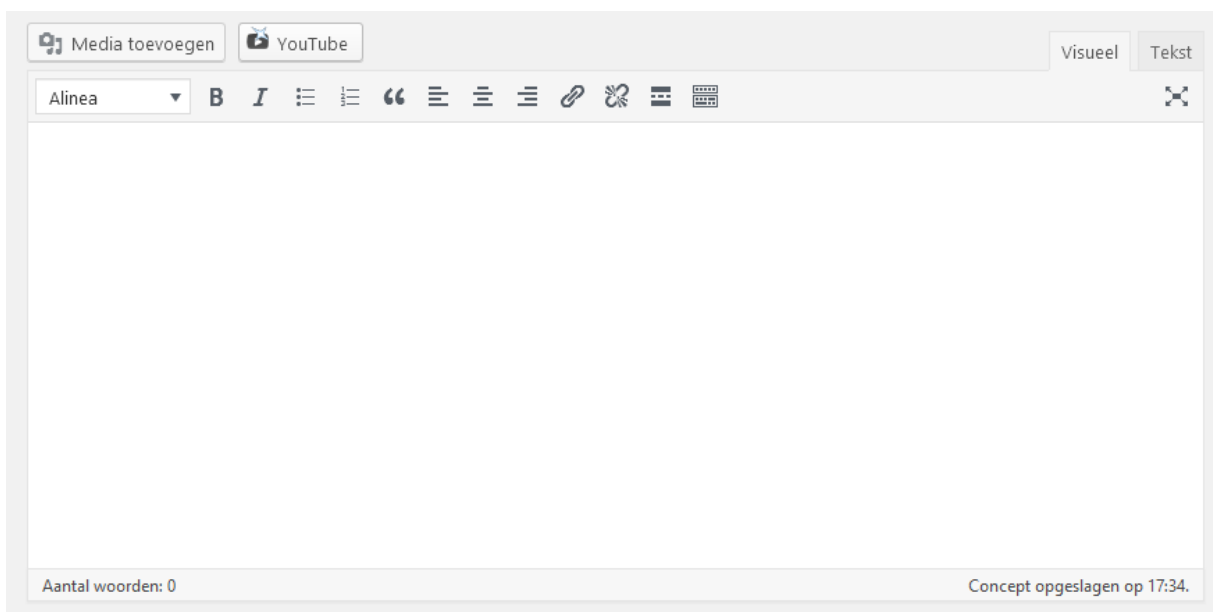 Media toevoegen YouTube
Visueel Tekst
Alinea
Aantal woorden: 0 Concept opgeslagen op 17:34.